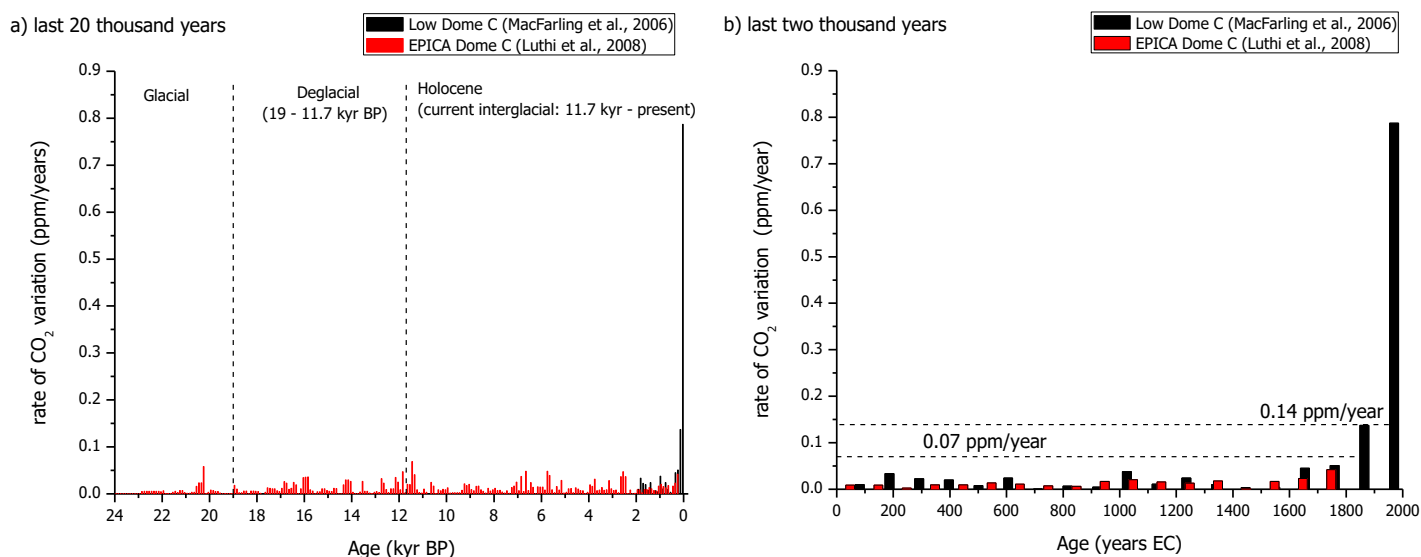 a) last 20 thousand years
Low Dome C (MacFarling et al., 2006)
EPICA Dome C (Luthi et al., 2008)
0.9
0.8
0.7
0.6
0.5
0.4
0.3
0.2
0.1
0.0
rate of CO₂ variation (ppm/years)
Glacial
Deglacial
(19 - 11.7 kyr BP)
Holocene
(current interglacial: 11.7 kyr - present)
24 22 20 18 16 14 12 10 8 6 4 2 0
Age (kyr BP)
b) last two thousand years
Low Dome C (MacFarling et al., 2006)
EPICA Dome C (Luthi et al., 2008)
0.9
0.8
0.7
0.6
0.5
0.4
0.3
0.2
0.1
0.0
rate of CO₂ variation (ppm/year)
0.14 ppm/year
0.07 ppm/year
0 200 400 600 800 1000 1200 1400 1600 1800 2000
Age (years EC)